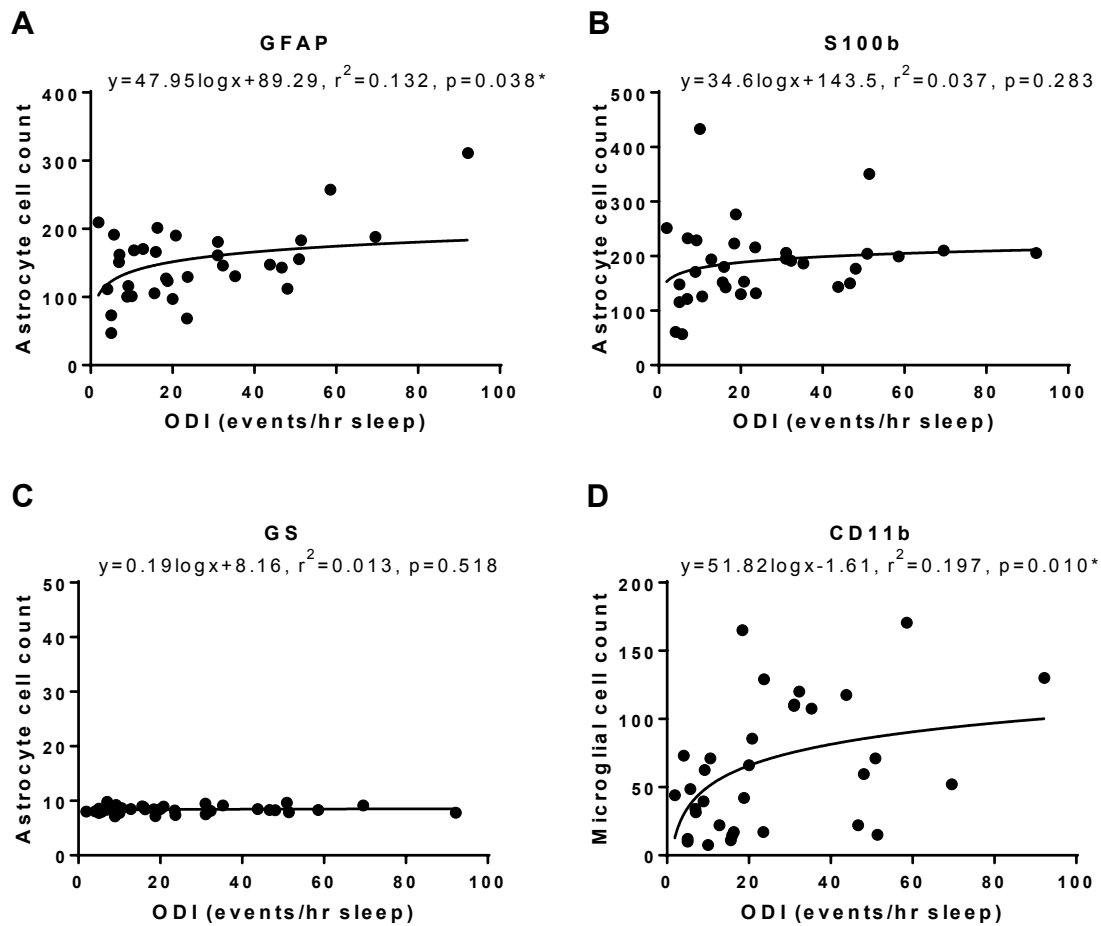 A
GFAP
y=47.95logx+89.29, r2=0.132, p=0.038*
400
300
200
100
0
Astrocyte cell count
0 20 40 60 80 100
ODI (events/hr sleep)
B
S100b
y=34.6logx+143.5, r2=0.037, p=0.283
500
400
300
200
100
0
Astrocyte cell count
0 20 40 60 80 100
ODI (events/hr sleep)
C
GS
y=0.19logx+8.16, r2=0.013, p=0.518
50
40
30
20
10
0
Astrocyte cell count
0 20 40 60 80 100
ODI (events/hr sleep)
D
CD11b
y=51.82logx-1.61, r2=0.197, p=0.010*
200
150
100
50
0
Microglial cell count
0 20 40 60 80 100
ODI (events/hr sleep)